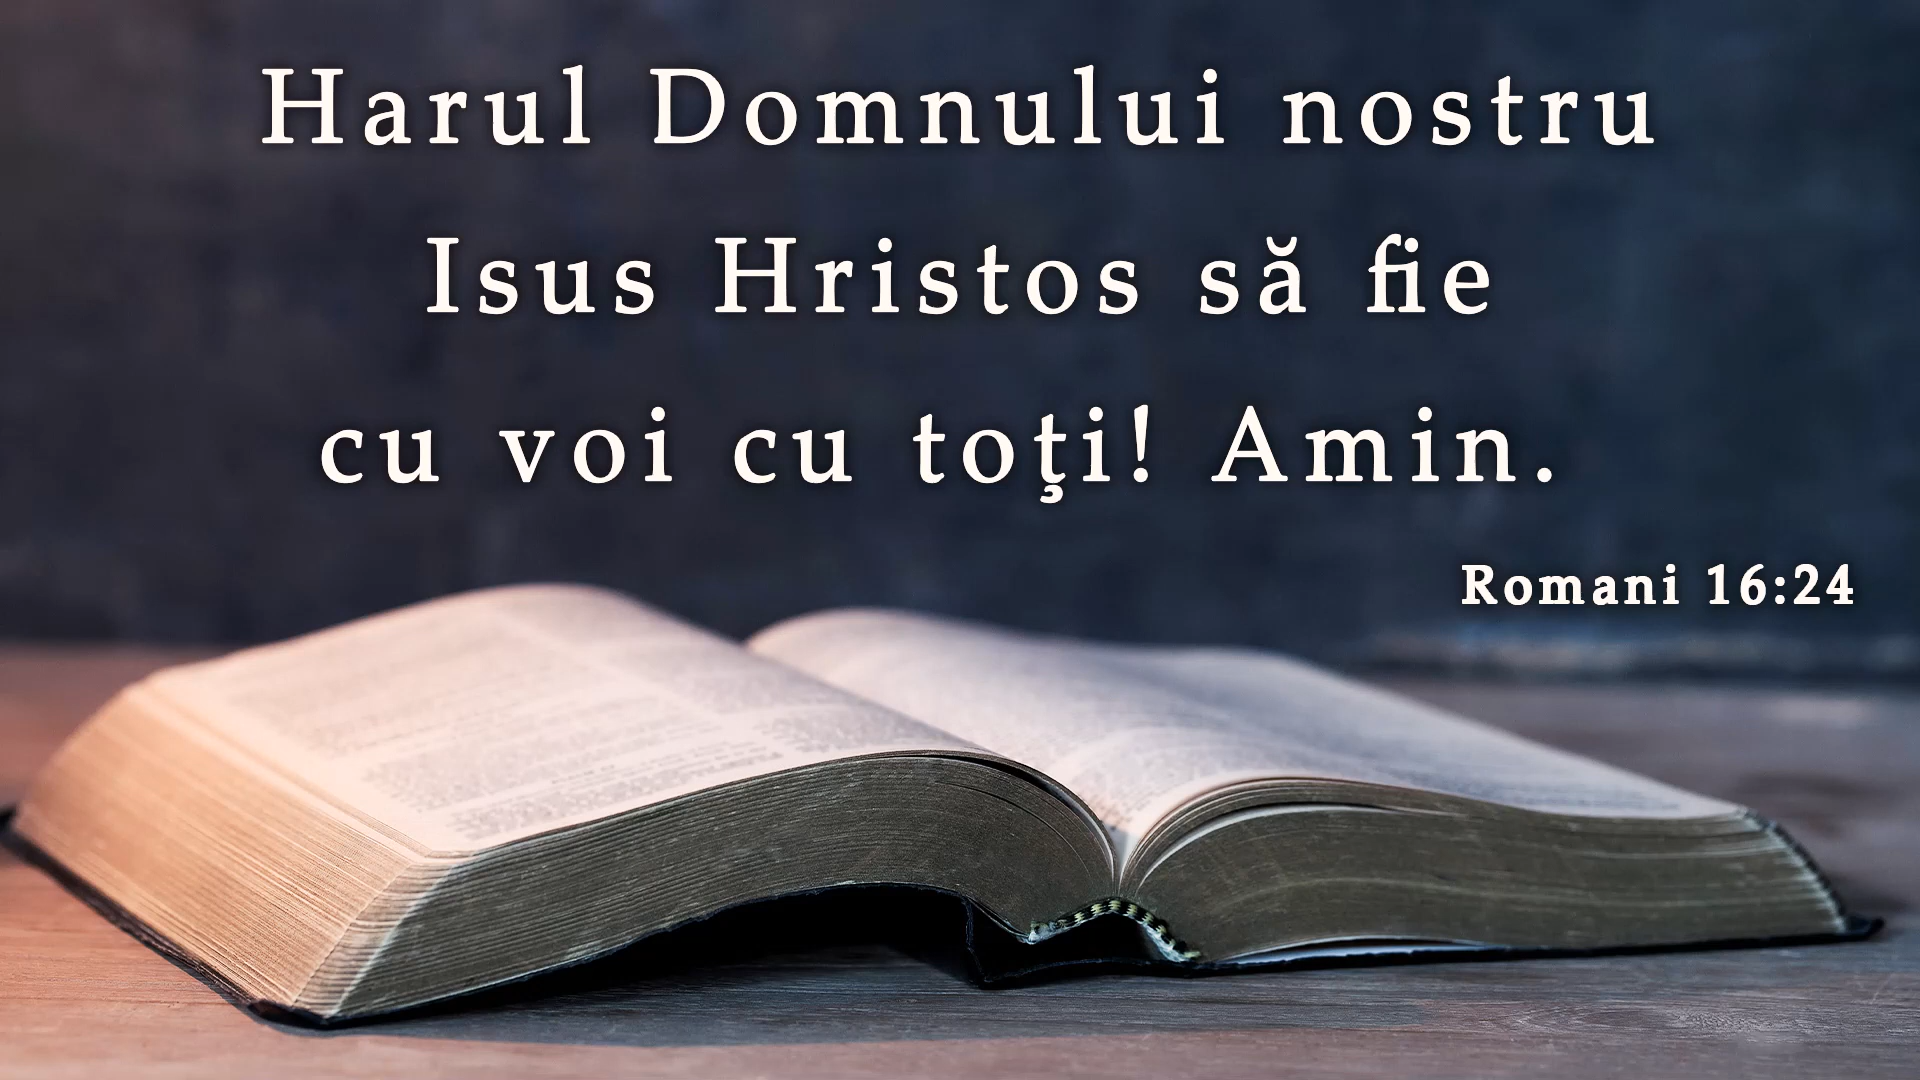 Harul Domnului nostru
Isus Hristos să fie
cu voi cu toţi! Amin.
Romani 16:24